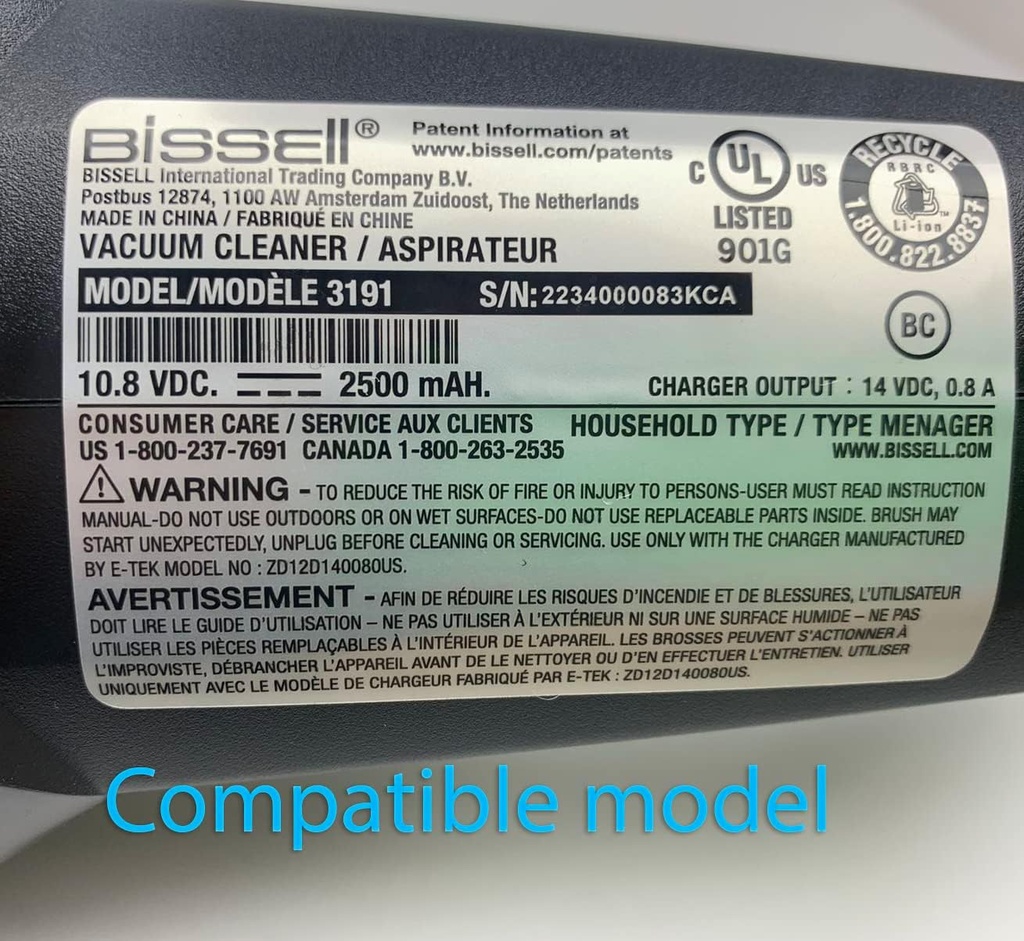 BISSELL®
Patent Information at
www.bissell.com/patents
BISSELL International Trading Company B.V.
Postbus 12874, 1100 AW Amsterdam Zuidoost, The Netherlands
MADE IN CHINA / FABRIQUÉ EN CHINE
VACUUM CLEANER / ASPIRATEUR
MODEL/MODÈLE 3191 S/N:2234000083KCA
C UL US
LISTED
901G
RECYCLE
RBRC
Li-ion
1.800.822.8837
BC
10.8 VDC. 2500 mAH. CHARGER OUTPUT : 14 VDC, 0.8 A
CONSUMER CARE / SERVICE AUX CLIENTS HOUSEHOLD TYPE / TYPE MENAGER
US 1-800-237-7691 CANADA 1-800-263-2535 WWW.BISSELL.COM
WARNING - TO REDUCE THE RISK OF FIRE OR INJURY TO PERSONS-USER MUST READ INSTRUCTION
MANUAL-DO NOT USE OUTDOORS OR ON WET SURFACES-DO NOT USE REPLACEABLE PARTS INSIDE. BRUSH MAY
START UNEXPECTEDLY, UNPLUG BEFORE CLEANING OR SERVICING. USE ONLY WITH THE CHARGER MANUFACTURED
BY E-TEK MODEL NO : ZD12D140080US.
AVERTISSEMENT - AFIN DE RÉDUIRE LES RISQUES D'INCENDIE ET DE BLESSURES, L'UTILISATEUR
DOIT LIRE LE GUIDE D'UTILISATION – NE PAS UTILISER À L'EXTÉRIEUR NI SUR UNE SURFACE HUMIDE – NE PAS
UTILISER LES PIÈCES REMPLAÇABLES À L'INTÉRIEUR DE L'APPAREIL. LES BROSSES PEUVENT S'ACTIONNER À
L'IMPROVISTE, DÉBRANCHER L'APPAREIL AVANT DE LE NETTOYER OU D'EN EFFECTUER L'ENTRETIEN. UTILISER
UNIQUEMENT AVEC LE MODÈLE DE CHARGEUR FABRIQUÉ PAR E-TEK : ZD12D140080US.
Compatible model